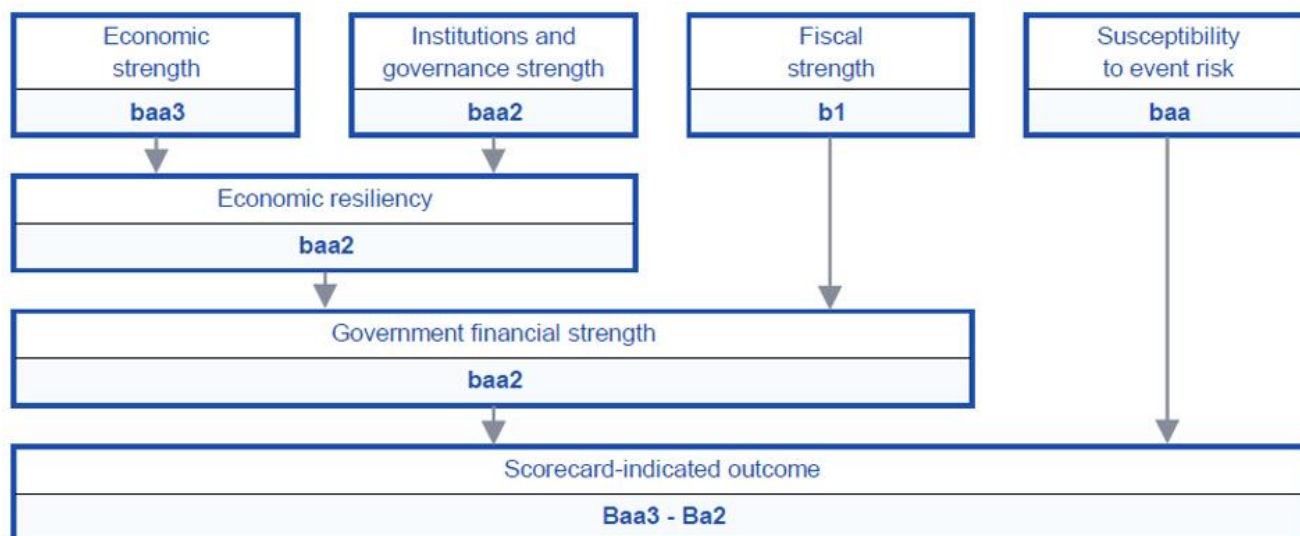 Economic
strength
baa3
Institutions and
governance strength
baa2
Fiscal
strength
b1
Susceptibility
to event risk
baa
Economic resiliency
baa2
Government financial strength
baa2
Scorecard-indicated outcome
Baa3 - Ba2